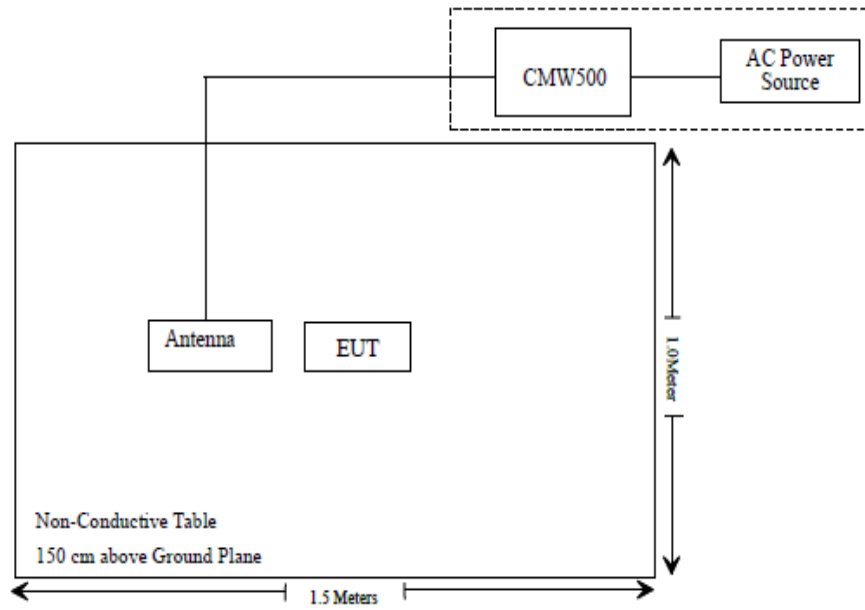 CMW500
AC Power
Source
Antenna
EUT
1.0Meter
Non-Conductive Table
150 cm above Ground Plane
1.5 Meters